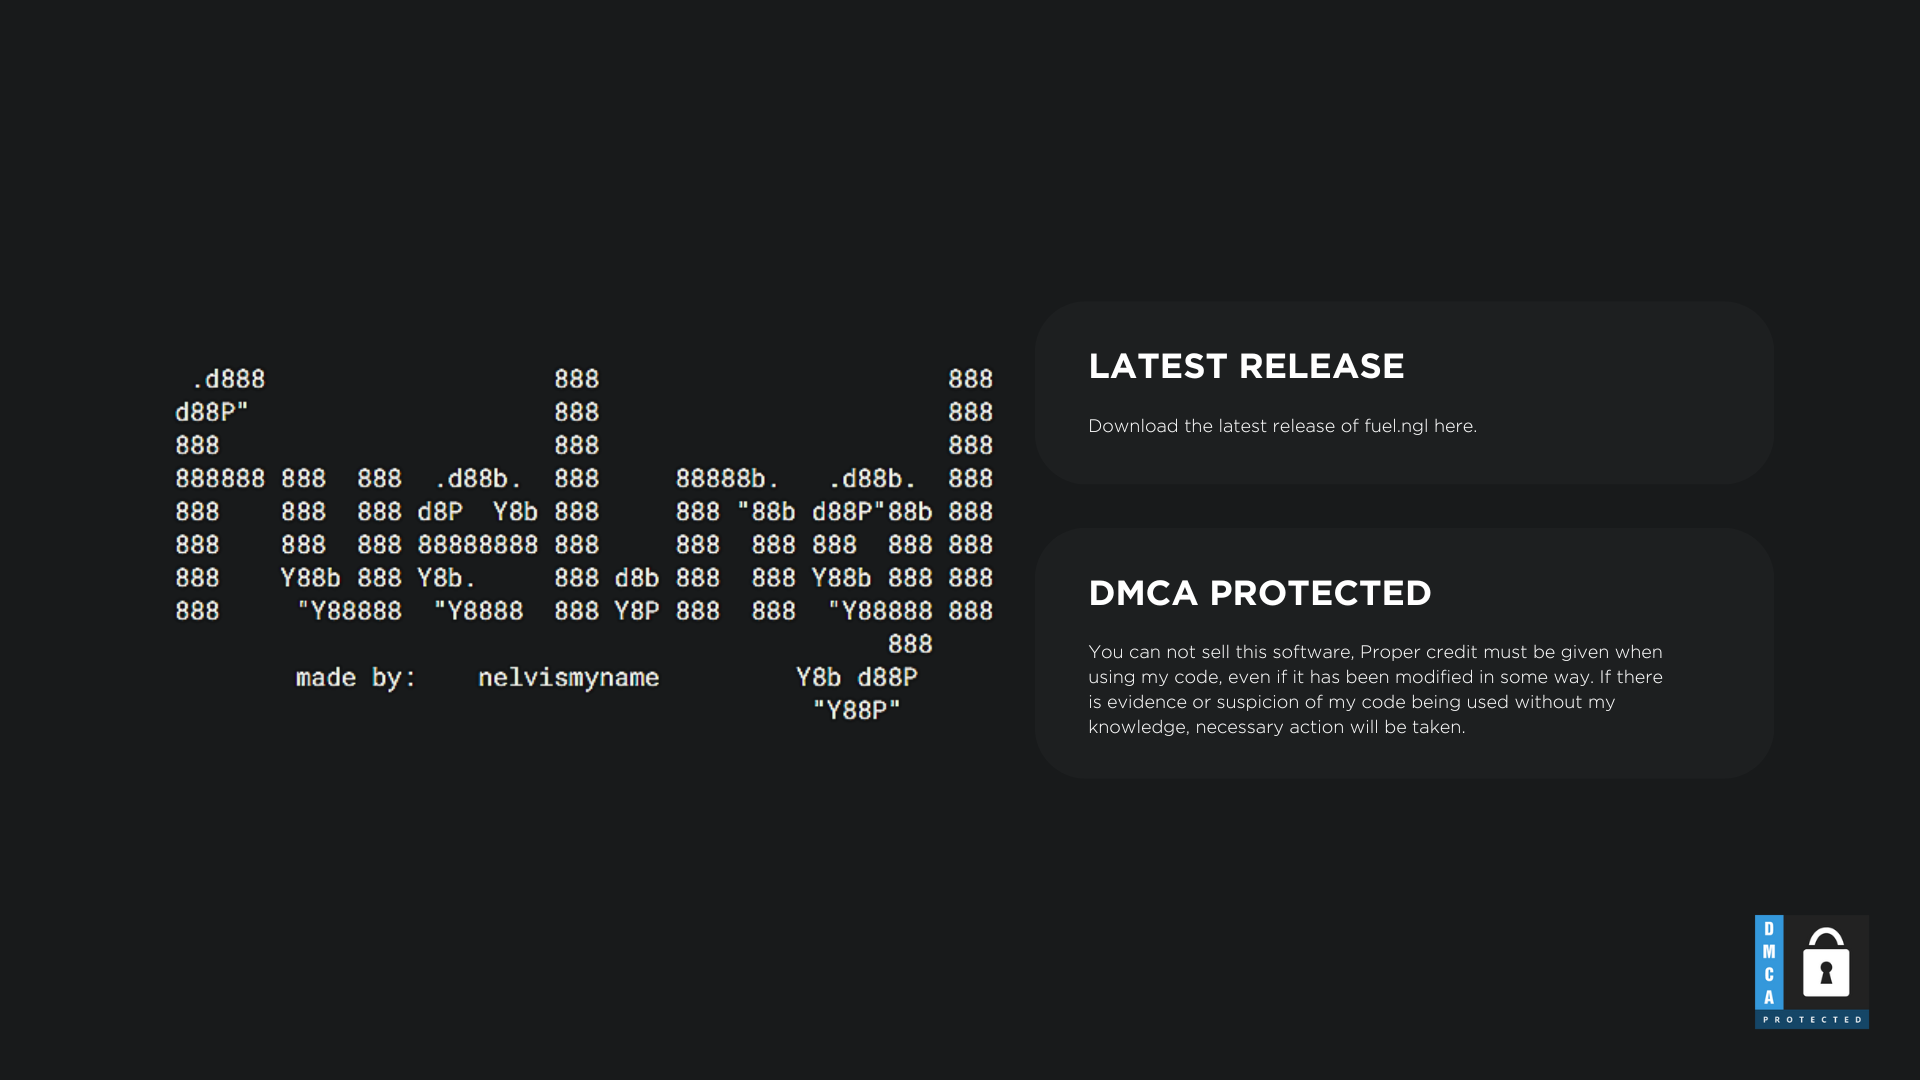 .d888                   888                       888
d88P"                    888                       888
888                      888                       888
888888 888  888  .d88b.  888     88888b.   .d88b.  888
888    888  888 d8P  Y8b 888     888 "88b d88P"88b 888
888    888  888 88888888 888     888  888 888  888 888
888    Y88b 888 Y8b.     888 d8b 888  888 Y88b 888 888
888     "Y88888  "Y8888  888 Y8P 888  888  "Y88888 888
                                               888
        made by:    nelvismyname         Y8b d88P
                                          "Y88P"
LATEST RELEASE
Download the latest release of fuel.ngl here.
DMCA PROTECTED
You can not sell this software, Proper credit must be given when
using my code, even if it has been modified in some way. If there
is evidence or suspicion of my code being used without my
knowledge, necessary action will be taken.
DMCA
PROTECTED